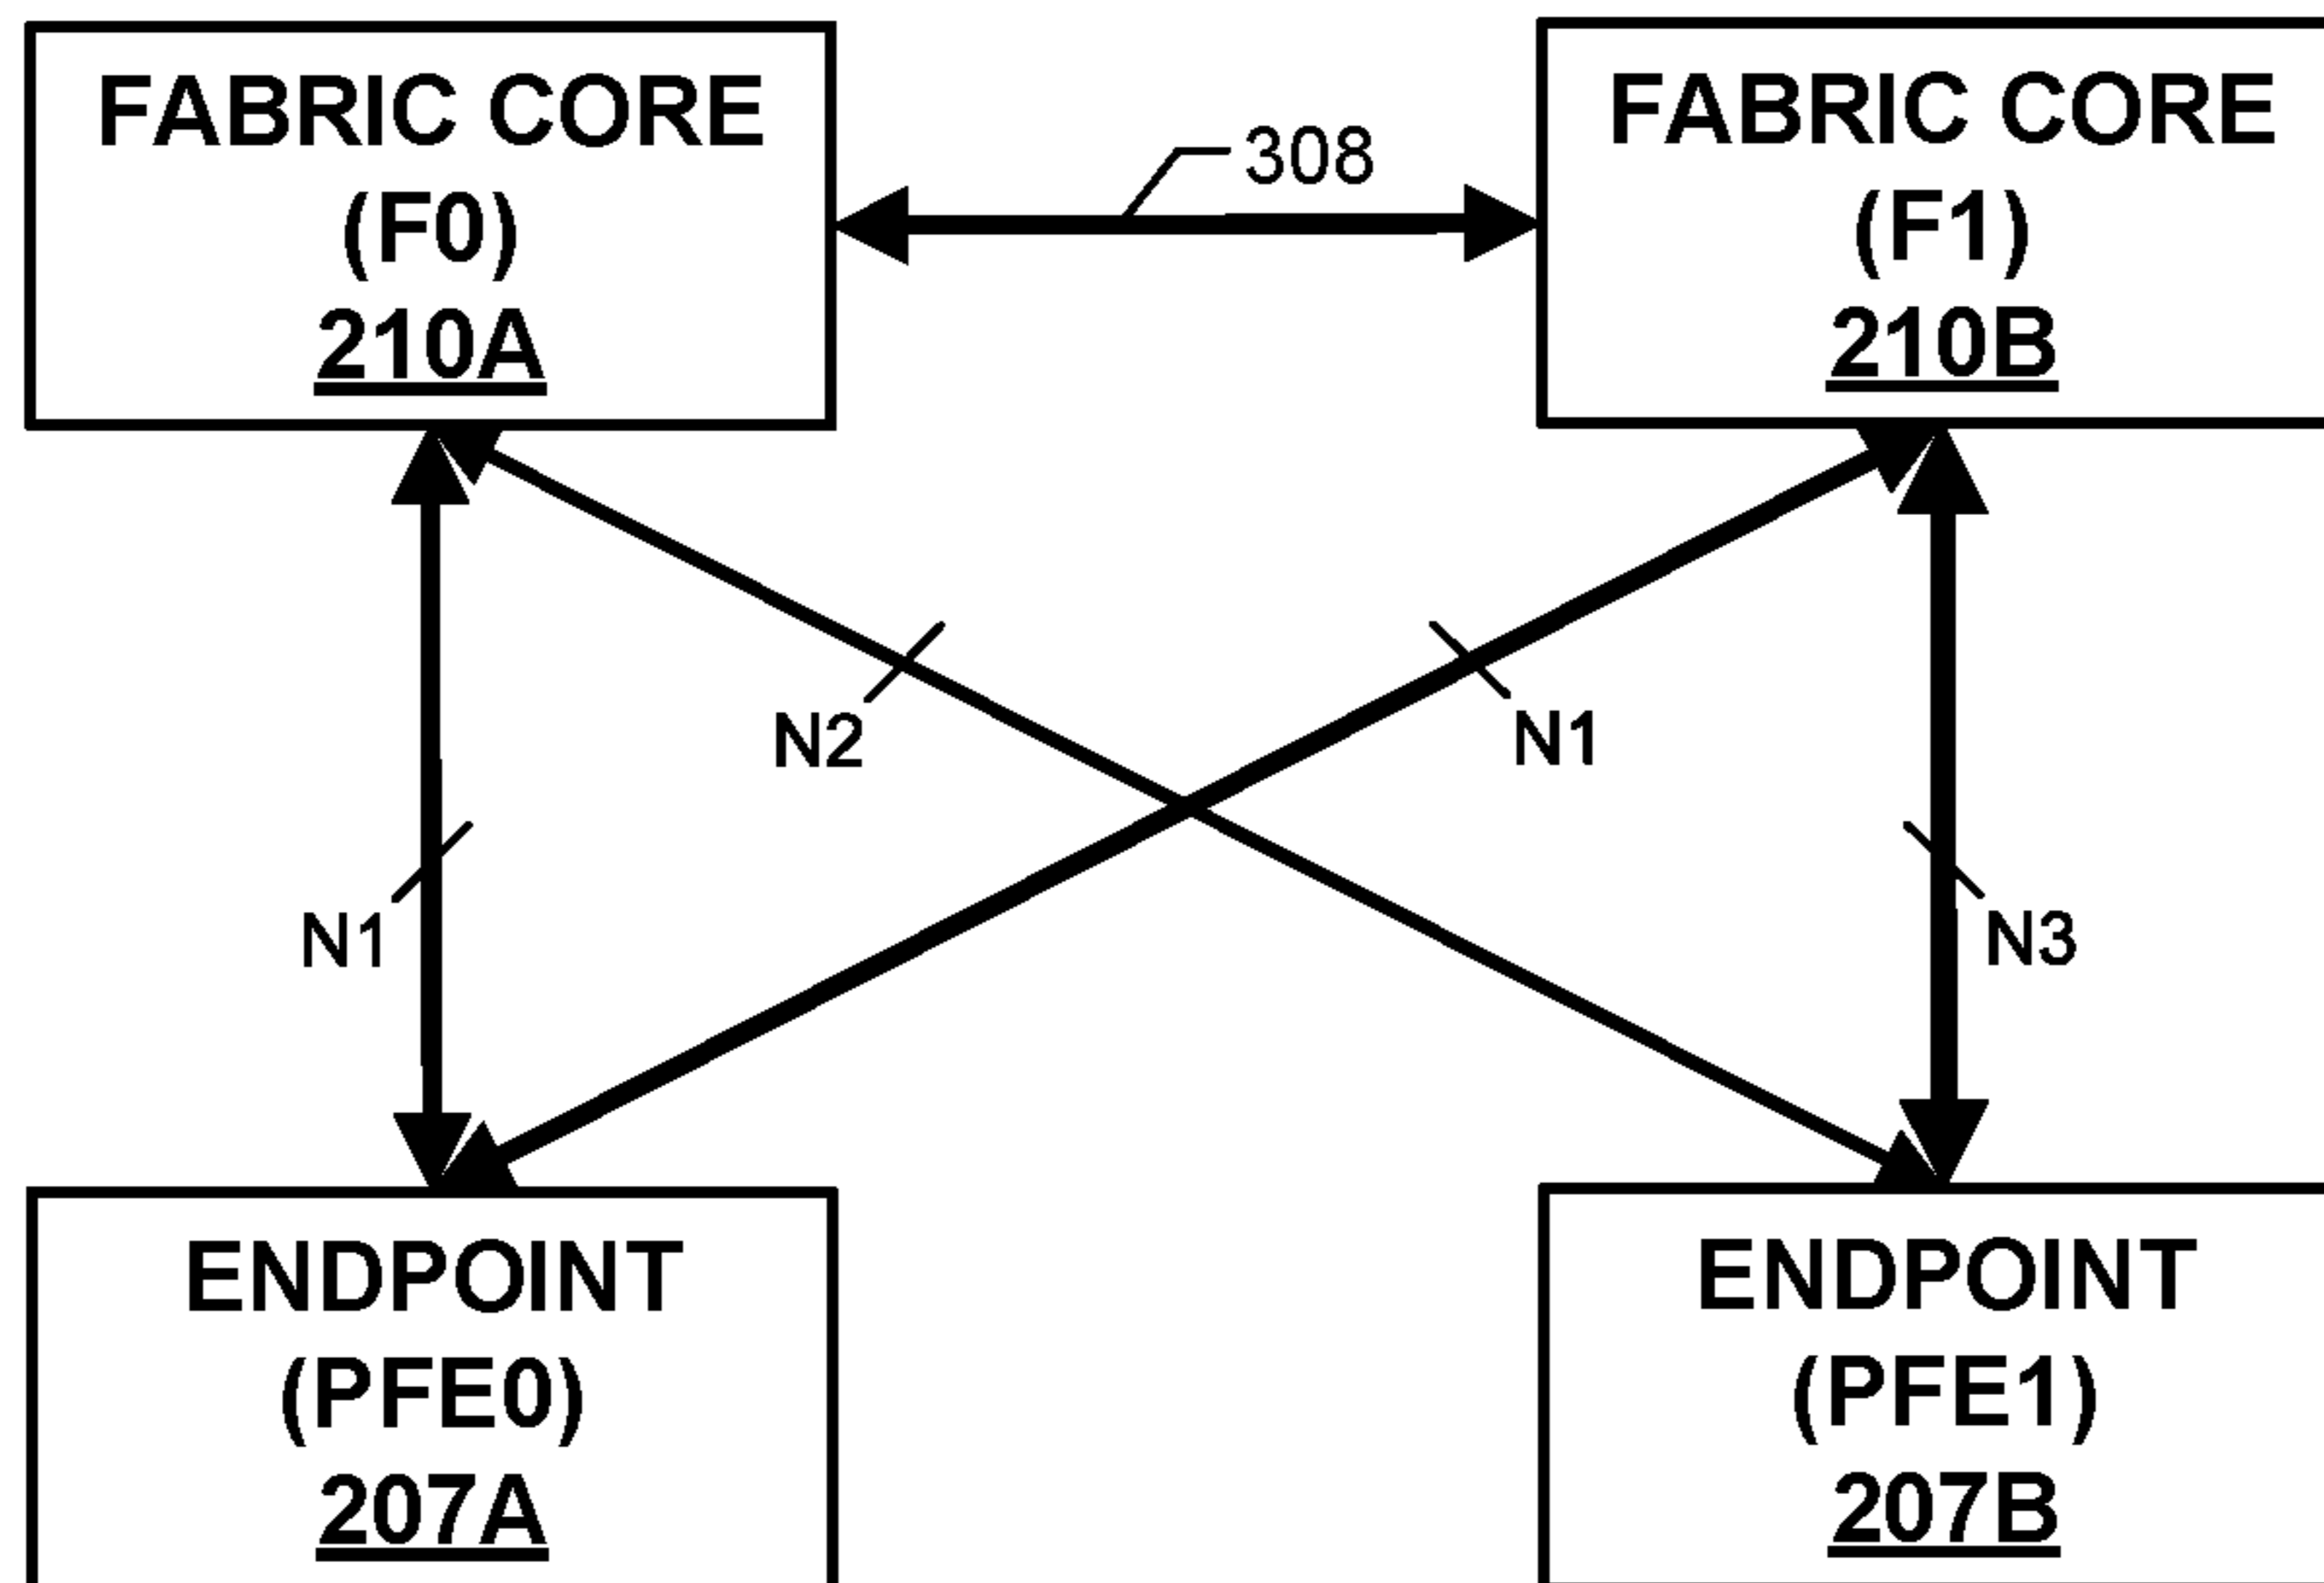 FABRIC CORE
(F0)
210A
308
FABRIC CORE
(F1)
210B
N2
N1
N1
N3
ENDPOINT
(PFE0)
207A
ENDPOINT
(PFE1)
207B